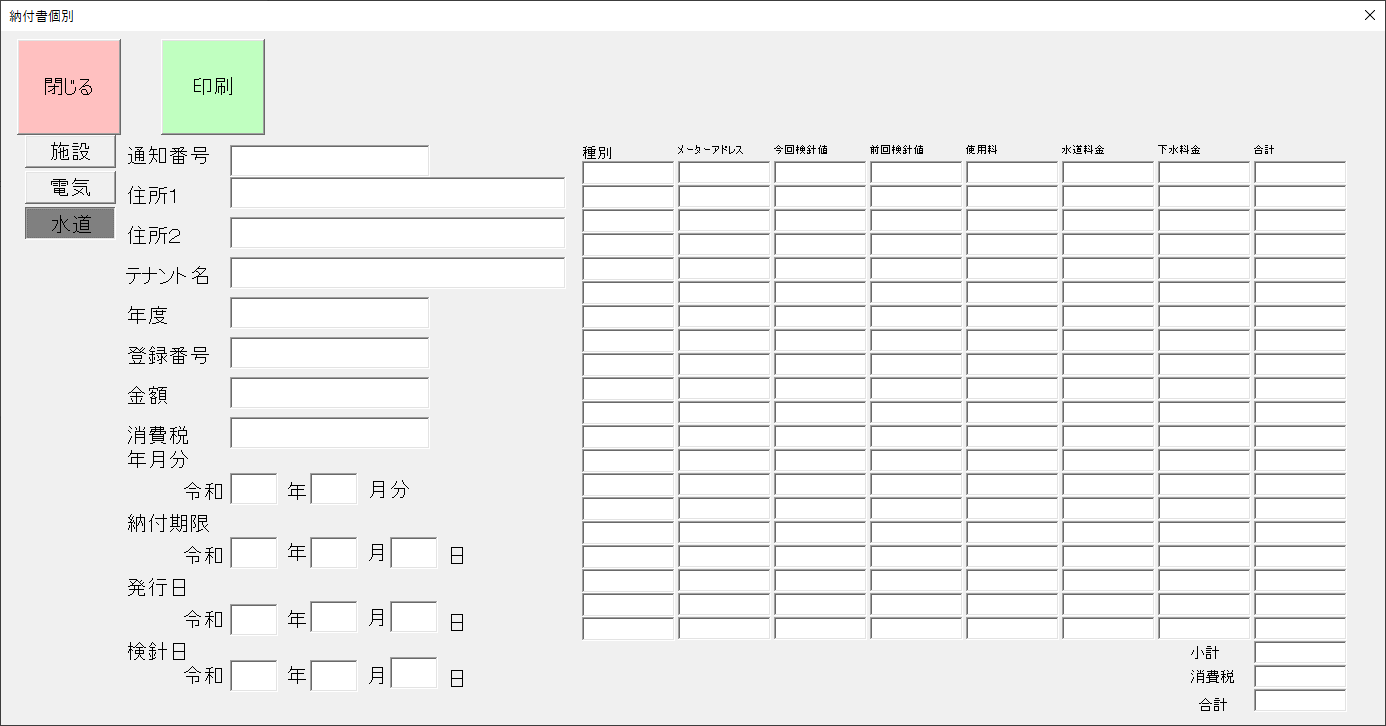 納付書個別
閉じる
印刷
施設
電気
水道
通知番号
住所1
住所2
テナント名
年度
登録番号
金額
消費税
年月分
令和 年 月分
納付期限
令和 年 月 日
発行日
令和 年 月 日
検針日
令和 年 月 日
種別 メーターアドレス 今回検針値 前回検針値 使用料 水道料金 下水料金 合計
小計
消費税
合計